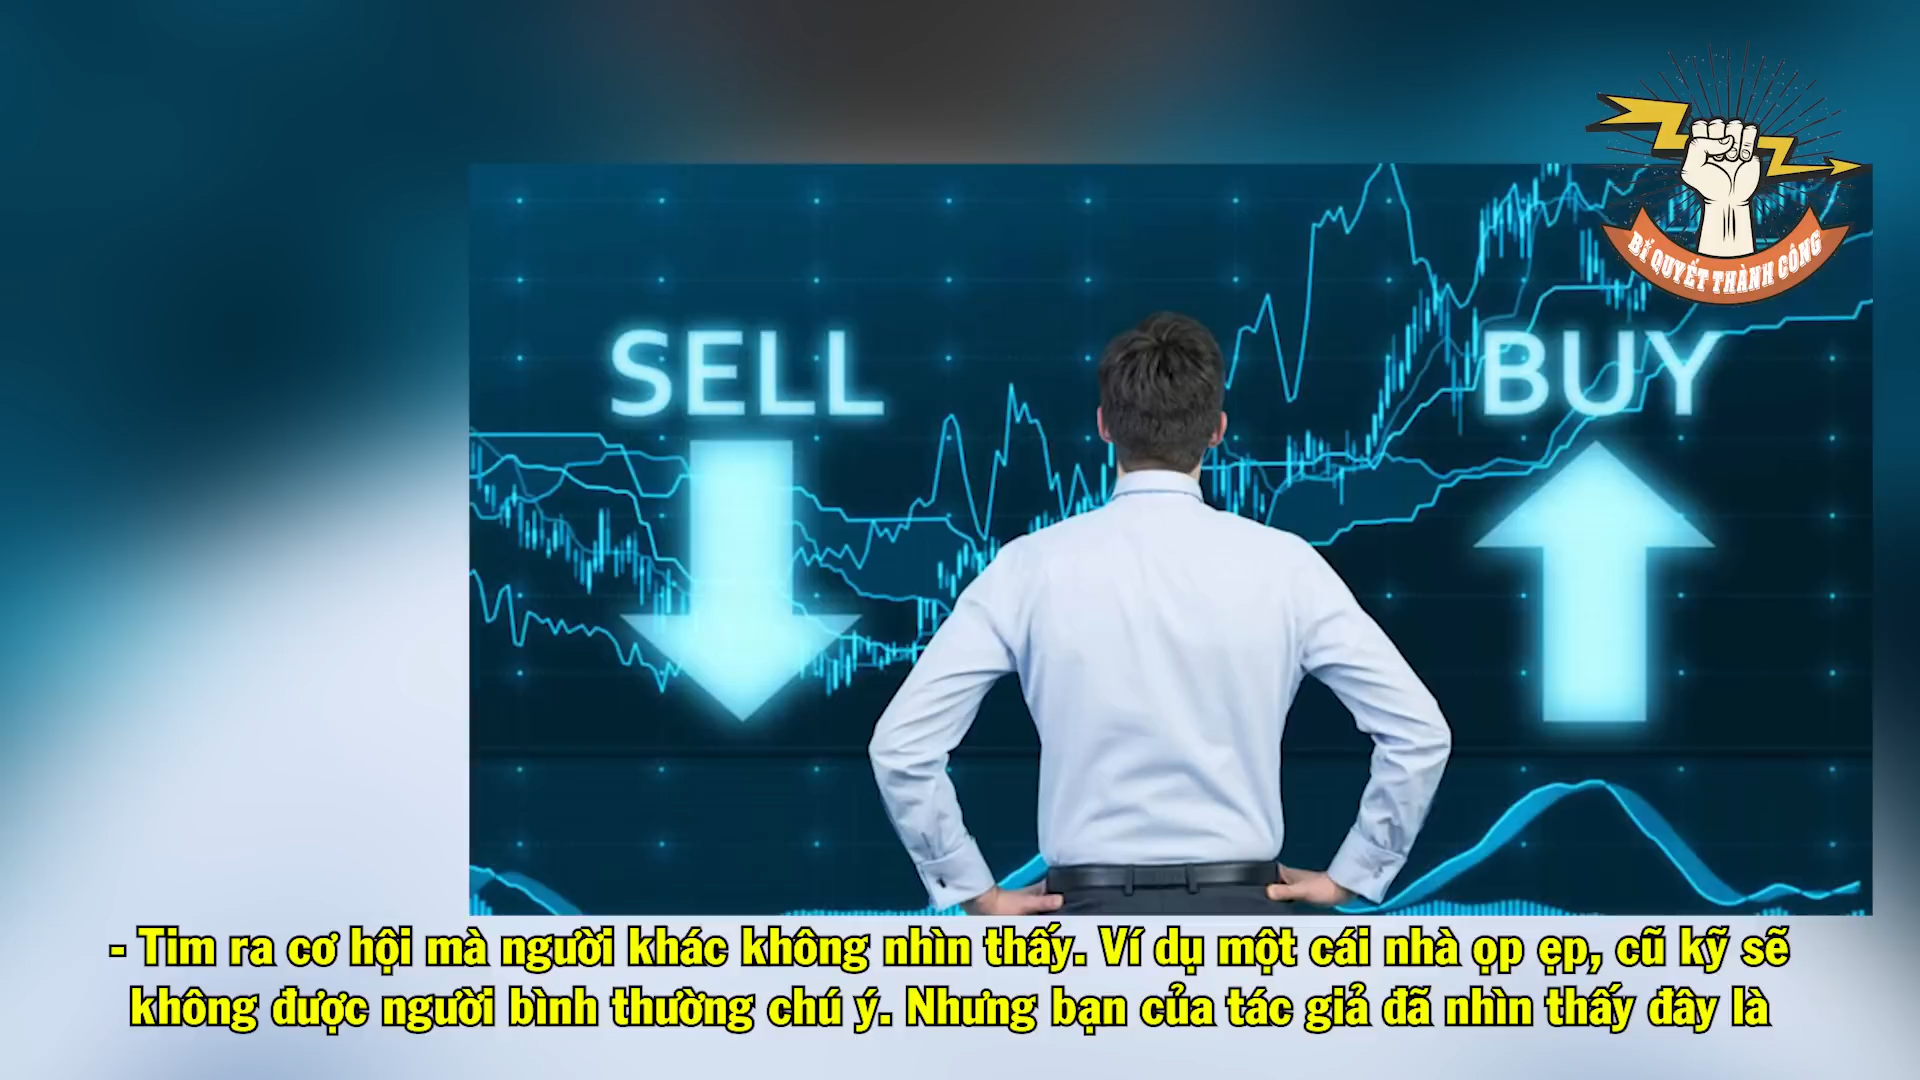 BÍ QUYẾT THÀNH CÔNG
SELL
BUY
- Tim ra cơ hội mà người khác không nhìn thấy. Ví dụ một cái nhà ọp ẹp, cũ kỹ sẽ
không được người bình thường chú ý. Nhưng bạn của tác giả đã nhìn thấy đây là